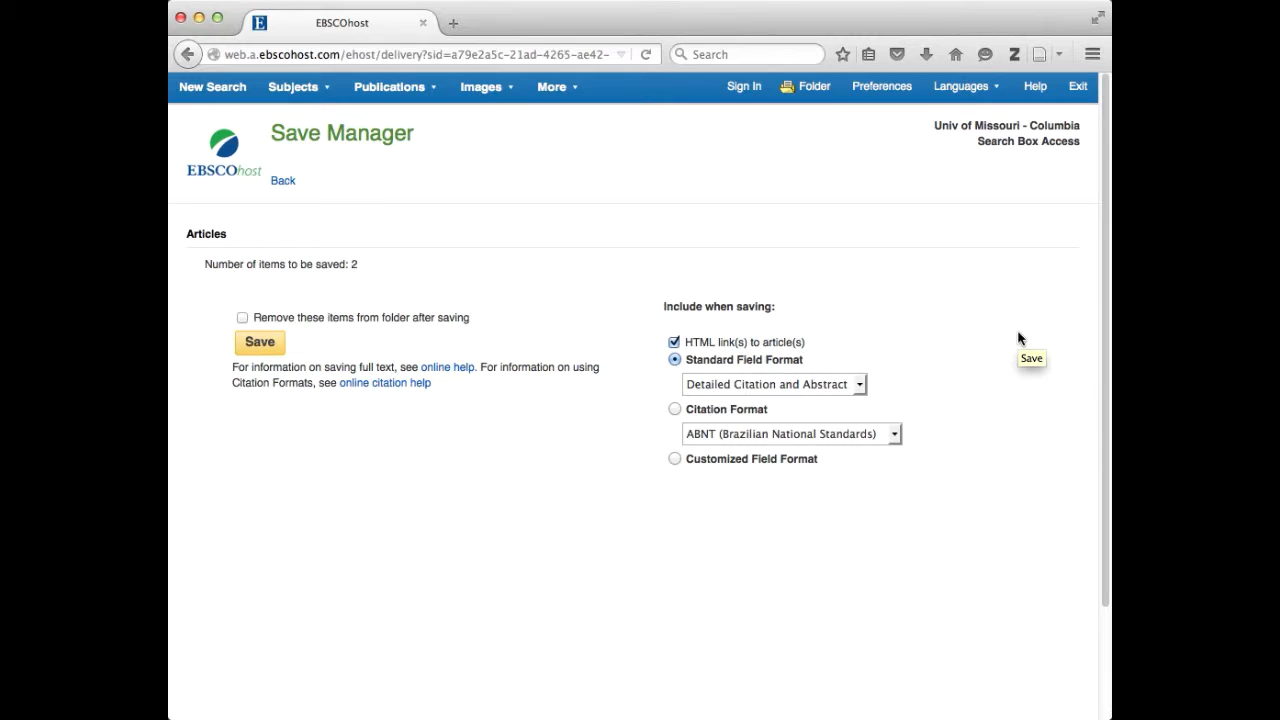 EBSCOhost
web.a.ebscohost.com/ehost/delivery?sid=a79e2a5c-21ad-4265-ae42-
Search
New Search Subjects Publications Images More Sign In Folder Preferences Languages Help Exit
Save Manager
Univ of Missouri - Columbia
Search Box Access
EBSCOhost
Back
Articles
Number of items to be saved: 2
Remove these items from folder after saving
Save
For information on saving full text, see online help. For information on using
Citation Formats, see online citation help
Include when saving:
HTML link(s) to article(s)
Standard Field Format
Detailed Citation and Abstract
Citation Format
ABNT (Brazilian National Standards)
Customized Field Format
Save